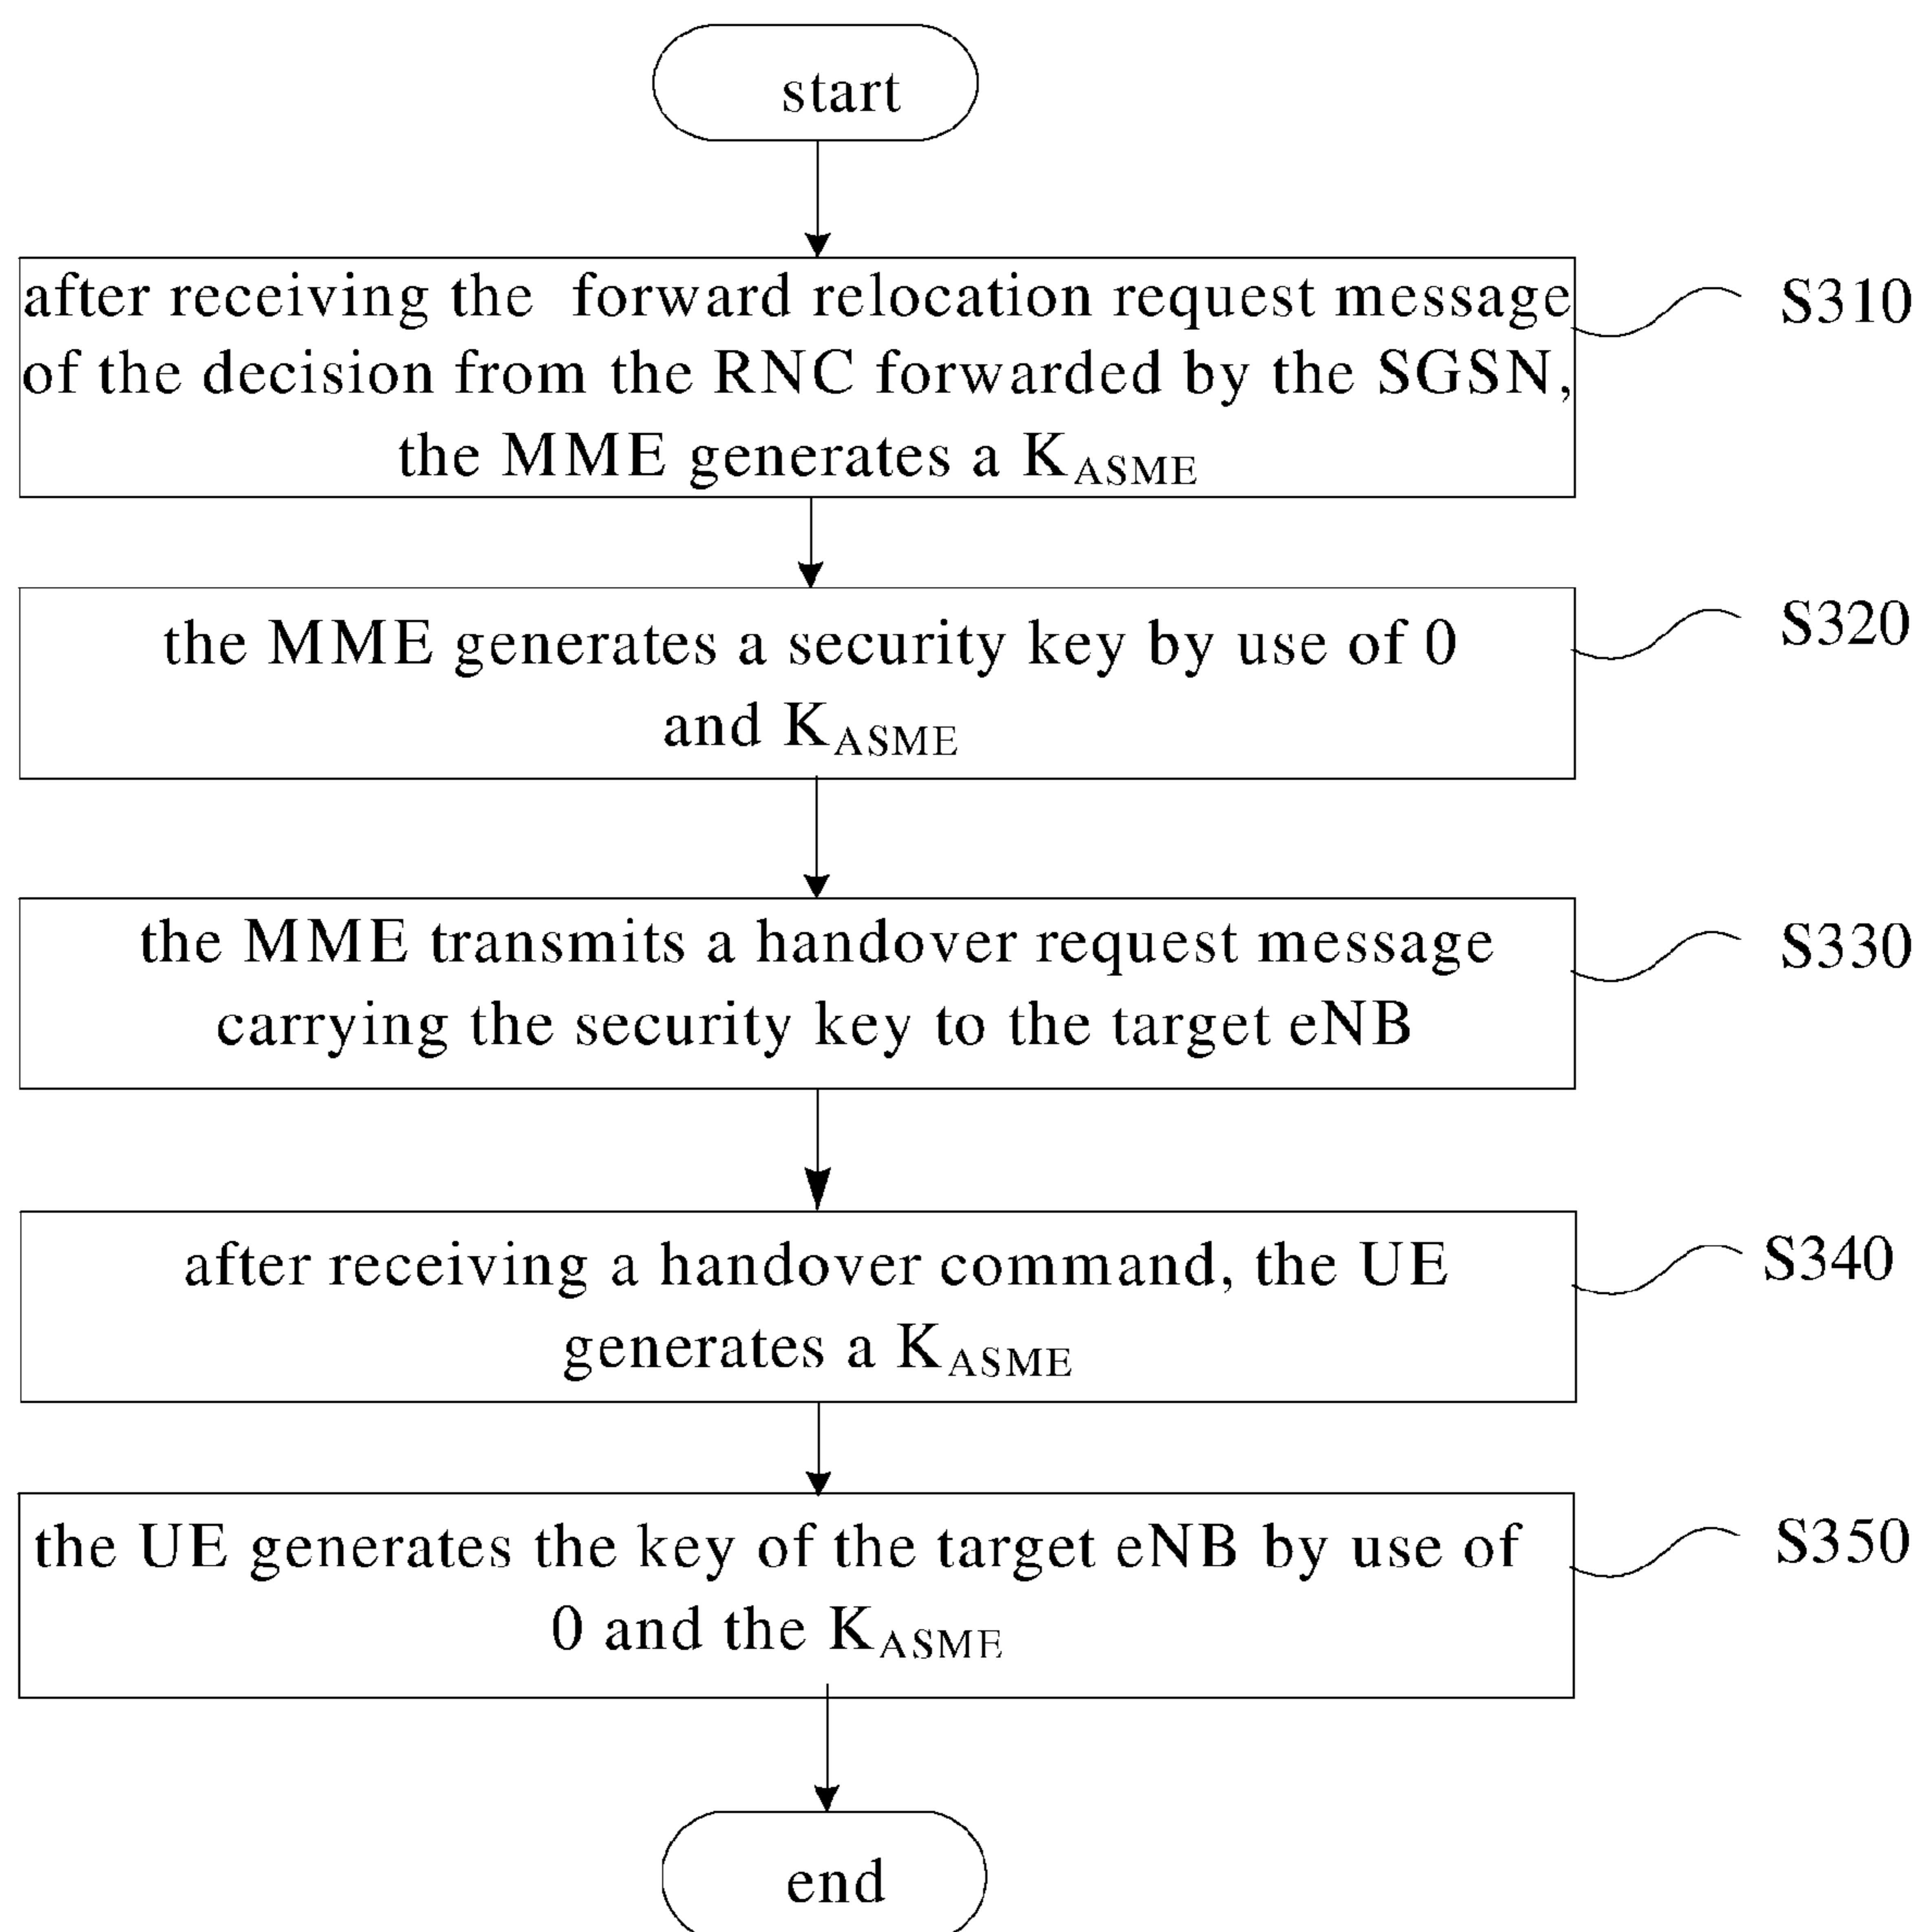 start
after receiving the forward relocation request message
S310
of the decision from the RNC forwarded by the SGSN,
the MME generates a KASME
the MME generates a security key by use of 0
S320
and KASME
the MME transmits a handover request message
S330
carrying the security key to the target eNB
after receiving a handover command, the UE
S340
generates a KASME
the UE generates the key of the target eNB by use of
S350
0 and the KASME
end